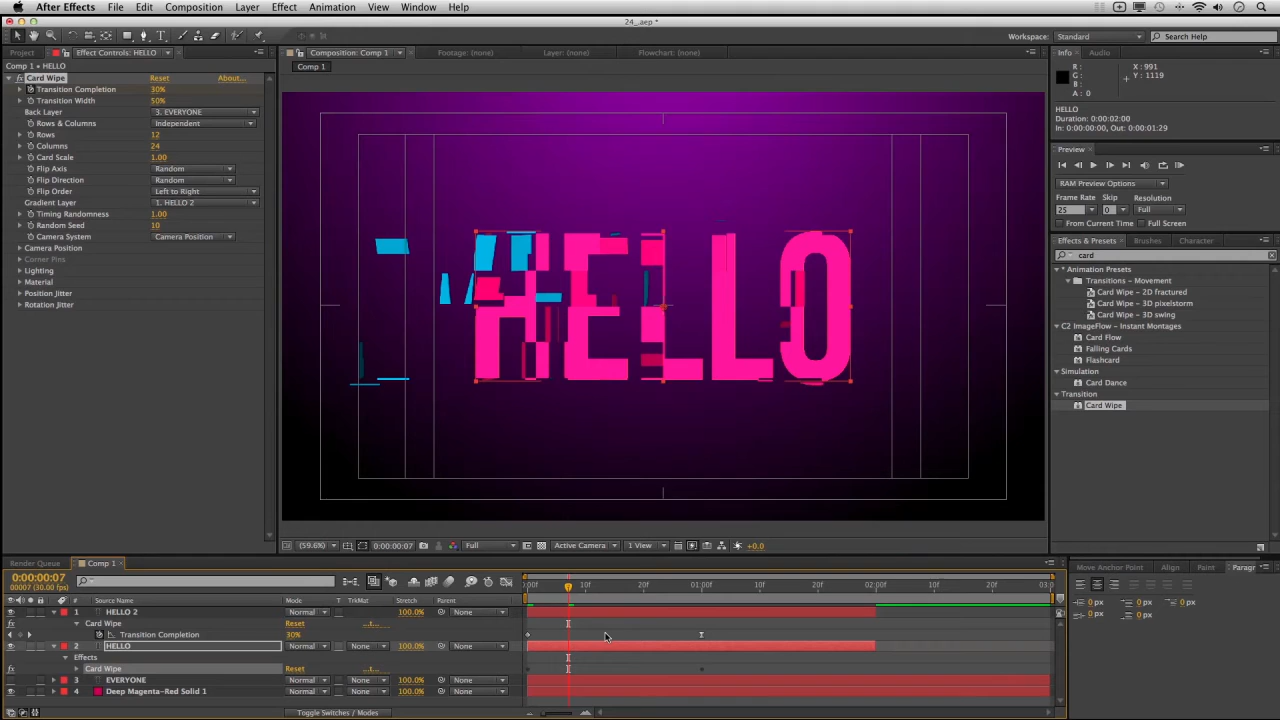 After Effects File Edit Composition Layer Effect Animation View Window Help
24_.aep *
Workspace: Standard Search Help
Project Effect Controls: HELLO Composition: Comp 1 Footage: (none) Layer: (none) Flowchart: (none) Info Audio
Comp 1 • HELLO
Comp 1
fx Card Wipe Reset About...
Transition Completion 30%
Transition Width 50%
Back Layer 3. EVERYONE
Rows & Columns Independent
Rows 12
Columns 24
Card Scale 1.00
Flip Axis Random
Flip Direction Random
Flip Order Left to Right
Gradient Layer 1. HELLO 2
Timing Randomness 1.00
Random Seed 10
Camera System Camera Position
Camera Position
Corner Pins
Lighting
Material
Position Jitter
Rotation Jitter
HELLO
R: X: 991
G: Y: 1119
B:
A: 0
HELLO
Duration: 0:00:02:00
In: 0:00:00:00, Out: 0:00:01:29
Preview
RAM Preview Options
Frame Rate Skip Resolution
25 0 Full
From Current Time Full Screen
Effects & Presets Brushes Character
card
* Animation Presets
Transitions – Movement
Card Wipe – 2D fractured
Card Wipe – 3D pixelstorm
Card Wipe – 3D swing
C2 ImageFlow – Instant Montages
Card Flow
Falling Cards
Flashcard
Simulation
Card Dance
Transition
Card Wipe
(59.6%) 0:00:00:07 Full Active Camera 1 View +0.0
Render Queue Comp 1
0:00:00:07
00007 (30.00 fps)
:00f 10f 20f 01:00f 10f 20f 02:00f 10f 20f 03:0
Source Name Mode T TrkMat Stretch Parent
1 HELLO 2 Normal 100.0% None
Card Wipe Reset
Transition Completion 30%
2 HELLO Normal None 100.0% None
Effects
Card Wipe Reset
3 EVERYONE Normal None 100.0% None
4 Deep Magenta-Red Solid 1 Normal None 100.0% None
Toggle Switches / Modes
Move Anchor Point Align Paint Paragr
0 px 0 px 0 px
0 px 0 px